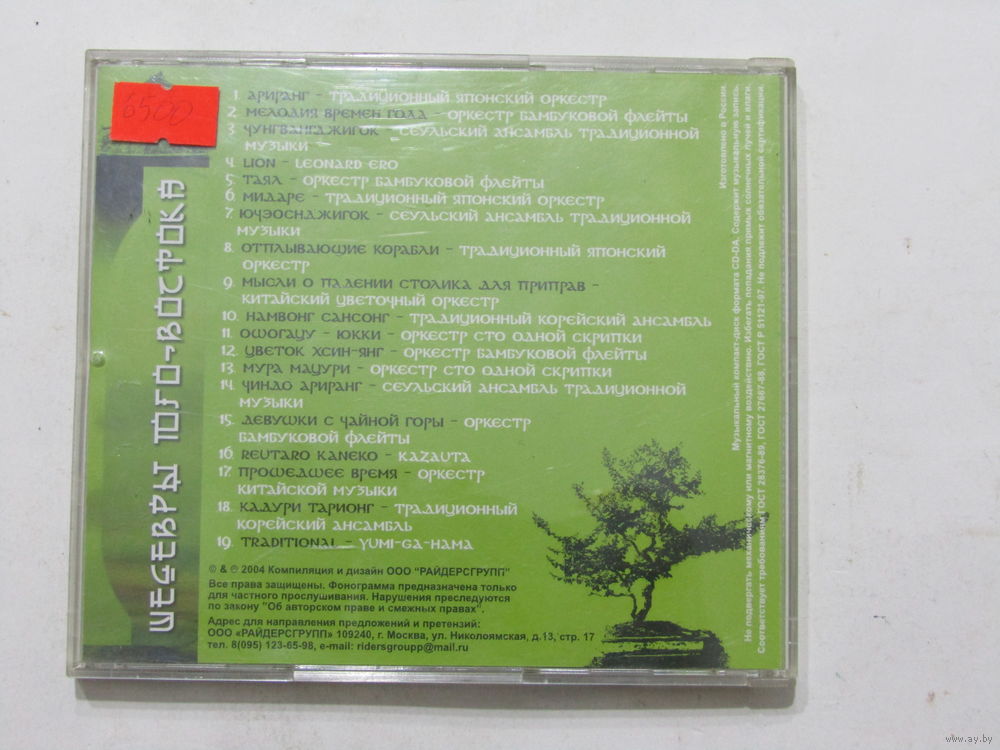 6500
ШЕДЕВРЫ ЮГО-ВОСТОКА
1. АРИРАНГ - ТРАДИЦИОННЫЙ ЯПОНСКИЙ ОРКЕСТР
2. МЕЛОДИЯ ВРЕМЕН ГОДА - ОРКЕСТР БАМБУКОВОЙ ФЛЕЙТЫ
3. ЧУНГВАНГДЖИГОК - СЕУЛЬСКИЙ АНСАМБЛЬ ТРАДИЦИОННОЙ
МУЗЫКИ
4. LION - LEONARD ERO
5. ТАЯЛ - ОРКЕСТР БАМБУКОВОЙ ФЛЕЙТЫ
6. МИДАРЕ - ТРАДИЦИОННЫЙ ЯПОНСКИЙ ОРКЕСТР
7. ЮЧЭОСНДЖИГОК - СЕУЛЬСКИЙ АНСАМБЛЬ ТРАДИЦИОННОЙ
МУЗЫКИ
8. ОТПЛЫВАЮЩИЕ КОРАБЛИ - ТРАДИЦИОННЫЙ ЯПОНСКИЙ
ОРКЕСТР
9. МЫСЛИ О ПАДЕНИИ СТОЛИКА ДЛЯ ПРИПРАВ -
КИТАЙСКИЙ ЦВЕТОЧНЫЙ ОРКЕСТР
10. НАМВОНГ САНСОНГ - ТРАДИЦИОННЫЙ КОРЕЙСКИЙ АНСАМБЛЬ
11. ОШОГАЦУ - ЮККИ - ОРКЕСТР СТО ОДНОЙ СКРИПКИ
12. ЦВЕТОК ХСИН-ЯНГ - ОРКЕСТР БАМБУКОВОЙ ФЛЕЙТЫ
13. МУРА МАЦУРИ - ОРКЕСТР СТО ОДНОЙ СКРИПКИ
14. ЧИНДО АРИРАНГ - СЕУЛЬСКИЙ АНСАМБЛЬ ТРАДИЦИОННОЙ
МУЗЫКИ
15. ДЕВУШКИ С ЧАЙНОЙ ГОРЫ - ОРКЕСТР
БАМБУКОВОЙ ФЛЕЙТЫ
16. REUTARO KANEKO - KAZAUTA
17. ПРОШЕДШЕЕ ВРЕМЯ - ОРКЕСТР
КИТАЙСКОЙ МУЗЫКИ
18. КАДУРИ ТАРИОНГ - ТРАДИЦИОННЫЙ
КОРЕЙСКИЙ АНСАМБЛЬ
19. TRADITIONAL - YUMI-GA-HAMA
© & ℗ 2004 Компиляция и дизайн ООО "РАЙДЕРСГРУПП"
Все права защищены. Фонограмма предназначена только
для частного прослушивания. Нарушения преследуются
по закону "Об авторском праве и смежных правах".
Адрес для направления предложений и претензий:
ООО «РАЙДЕРСГРУПП» 109240, г. Москва, ул. Николоямская, д.13, стр. 17
тел. 8(095) 123-65-98, e-mail: ridersgroupp@mail.ru
Изготовлено в России.
Музыкальный компакт-диск формата CD-DA. Содержит музыкальную запись.
Не подвергать механическому или магнитному воздействию. Избегать попадания прямых солнечных лучей и влаги.
Соответствует требованиям ГОСТ 28376-89, ГОСТ 27667-88, ГОСТ Р 51121-97. Не подлежит обязательной сертификации.
www.ay.by